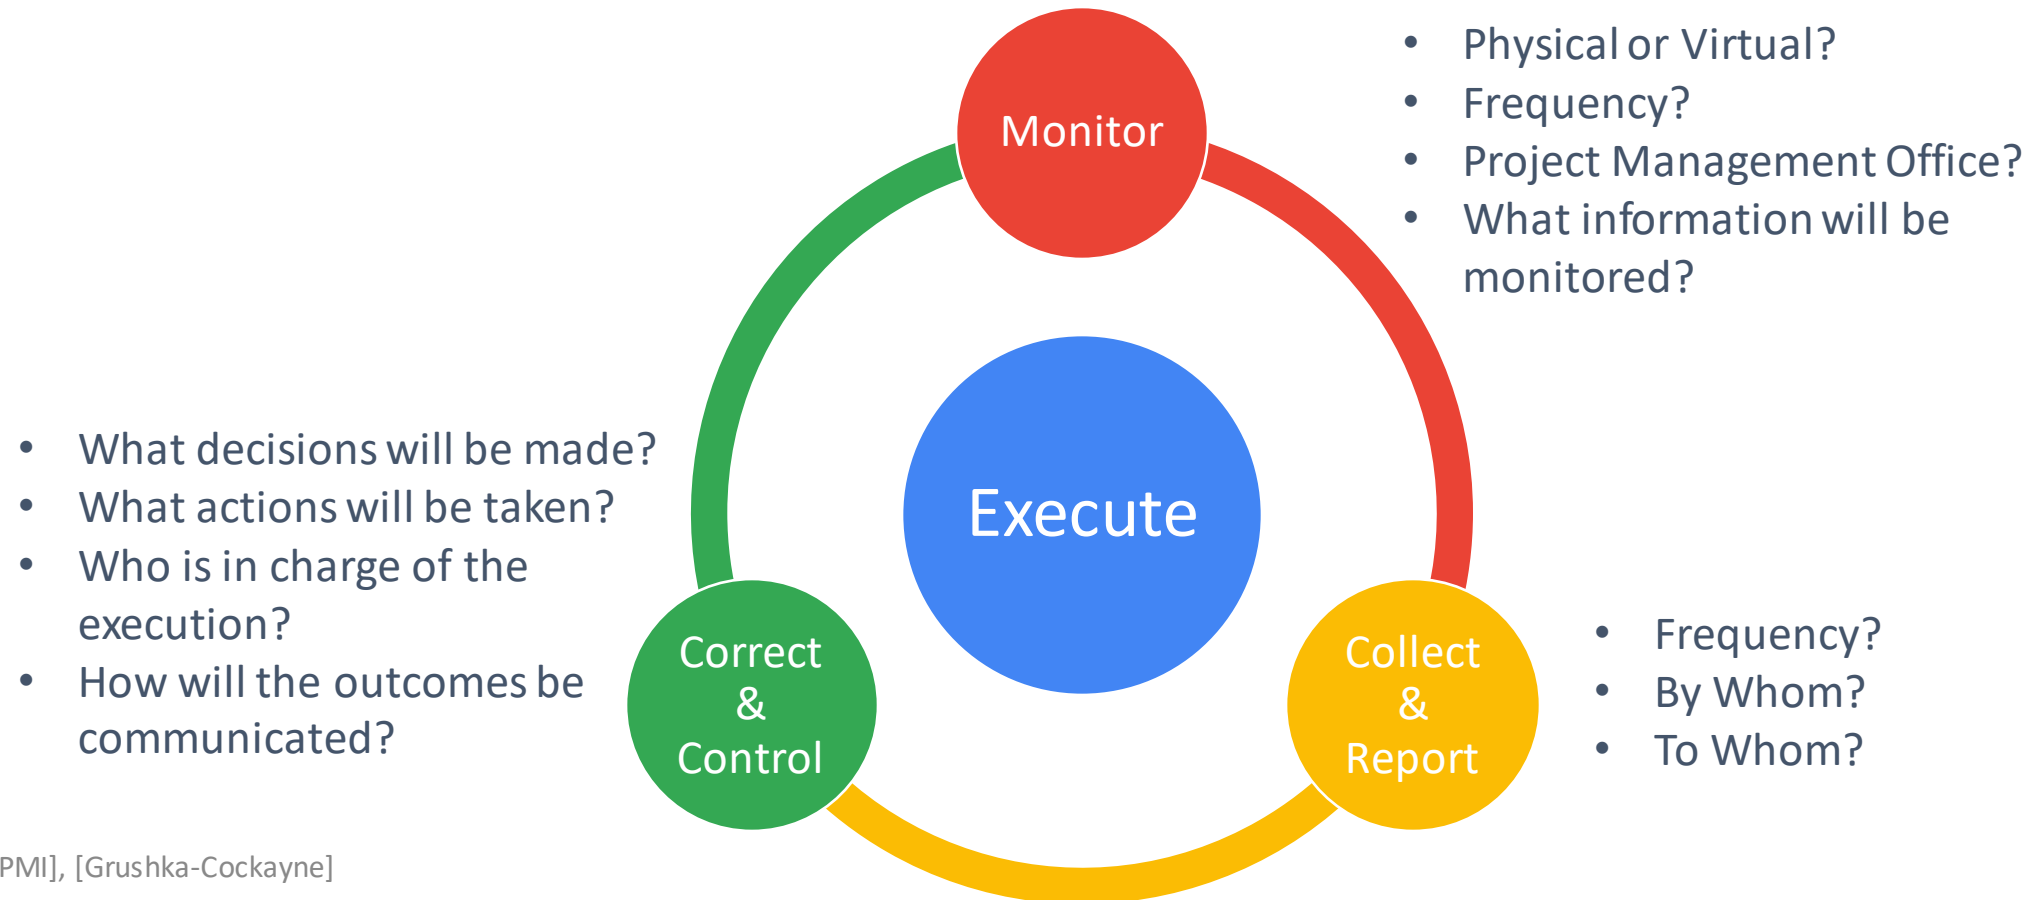 Monitor
• Physical or Virtual?
• Frequency?
• Project Management Office?
• What information will be
monitored?
Execute
• What decisions will be made?
• What actions will be taken?
• Who is in charge of the
execution?
• How will the outcomes be
communicated?
Correct
&
Control
Collect
&
Report
• Frequency?
• By Whom?
• To Whom?
PMI], [Grushka-Cockayne]